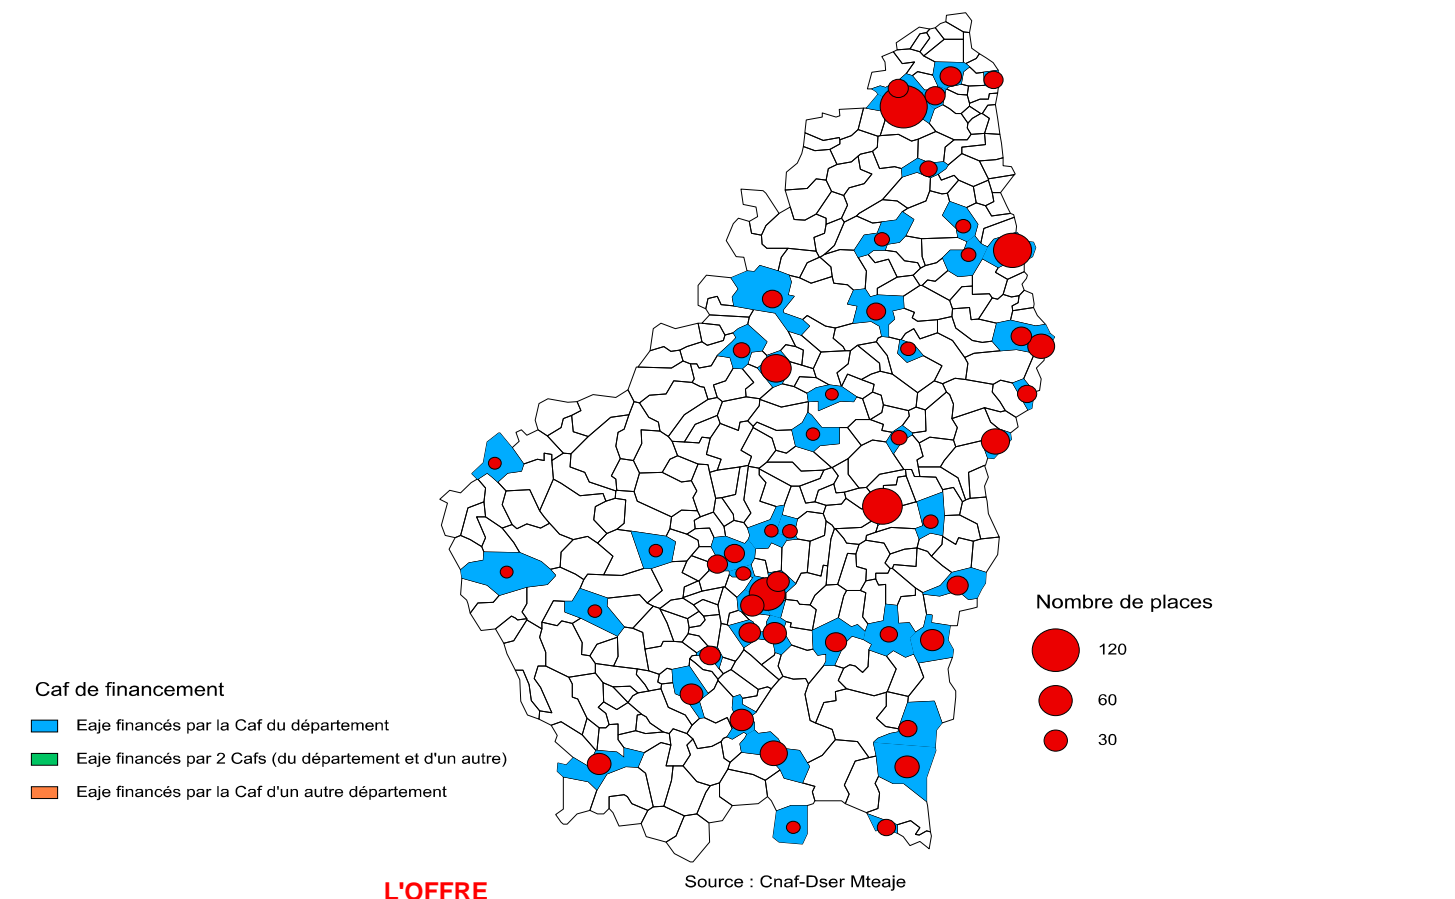 Nombre de places
120
60
30
Caf de financement
Eaje financés par la Caf du département
Eaje financés par 2 Cafs (du département et d'un autre)
Eaje financés par la Caf d'un autre département
Source : Cnaf-Dser Mteaje
L'OFFRE